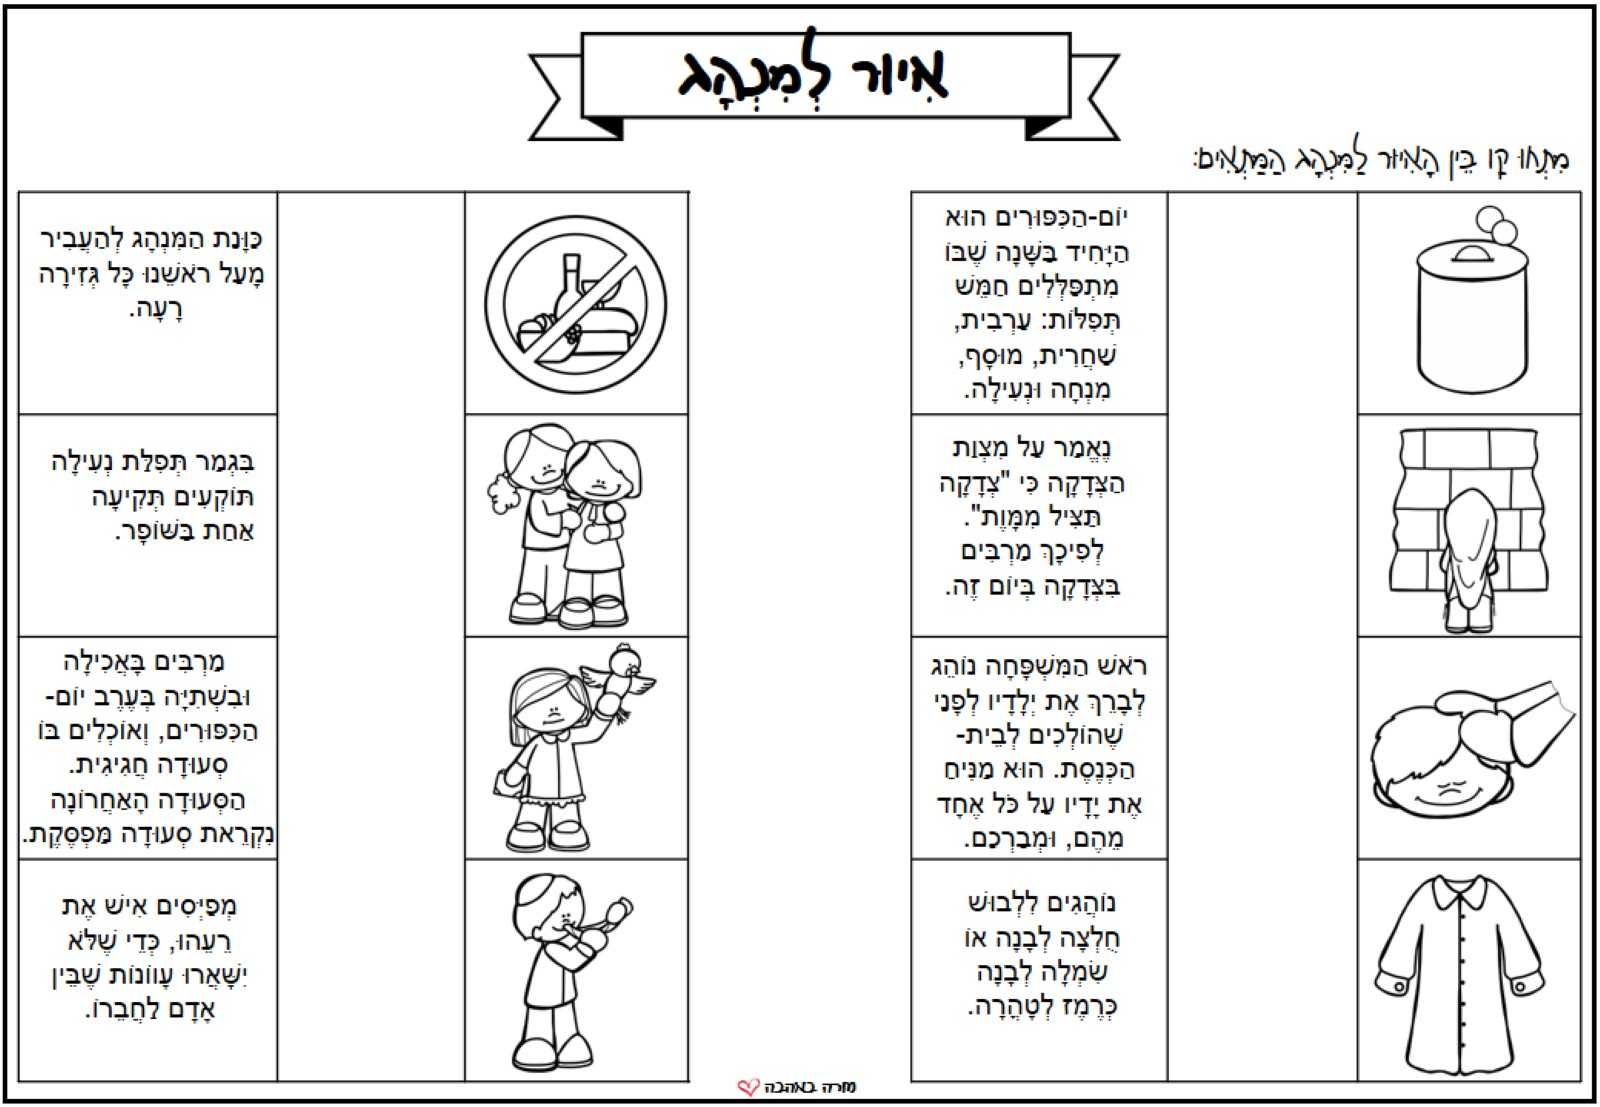 אִיּוּר לְמִנְהָג
מִתְחוּ קַו בֵּין הָאִיּוּר לַמִּנְהָג הַמַּתְאִים:
יוֹם-הַכִּפּוּרִים הוּא
הַיָּחִיד בַּשָּׁנָה שֶׁבּוֹ
מִתְפַּלְּלִים חַמֵּשׁ
תְּפִלּוֹת: עַרְבִית,
שַׁחֲרִית, מוּסָף,
מִנְחָה וּנְעִילָה.
נֶאֱמַר עַל מִצְוַת
הַצְּדָקָה כִּי "צְדָקָה
תַּצִּיל מִמָּוֶת".
לְפִיכָךְ מַרְבִּים
בִּצְּדָקָה בְּיוֹם זֶה.
רֹאשׁ הַמִּשְׁפָּחָה נוֹהֵג
לְבָרֵךְ אֶת יְלָדָיו לִפְנֵי
שֶׁהוֹלְכִים לְבֵית-
הַכְּנֶסֶת. הוּא מַנִּיחַ
אֶת יָדָיו עַל כֹּל אֶחָד
מֵהֶם, וּמְבַרְכָם.
נוֹהֲגִים לִלְבּוּשׁ
חֻלְצָה לְבָנָה אוֹ
שִׂמְלָה לְבָנָה
כְּרֶמֶז לְטָהֳרָה.
כַּוָּנַת הַמִּנְהָג לְהַעֲבִיר
מֵעַל רֹאשֵׁנוּ כָּל גְּזֵירָה
רָעָה.
בִּגְמַר תְּפִלַּת נְעִילָה
תּוֹקְעִים תְּקִיעָה
אַחַת בַּשּׁוֹפָר.
מַרְבִּים בָּאֲכִילָה
וּבִשְׁתִיָּה בְּעֶרֶב יוֹם-
הַכִּפּוּרִים, וְאוֹכְלִים בּוֹ
סְעוּדָה חֲגִיגִית.
הַסְּעוּדָה הָאַחֲרוֹנָה
נִקְרֵאת סְעוּדָה מַפְסֶקֶת.
מְפַיְּסִים אִישׁ אֶת
רֵעֵהוּ, כְּדֵי שֶׁלֹּא
יִשָּׁאֲרוּ עֲווֹנוֹת שֶׁבֵּין
אָדָם לַחֲבֵרוֹ.
מורה באהבה